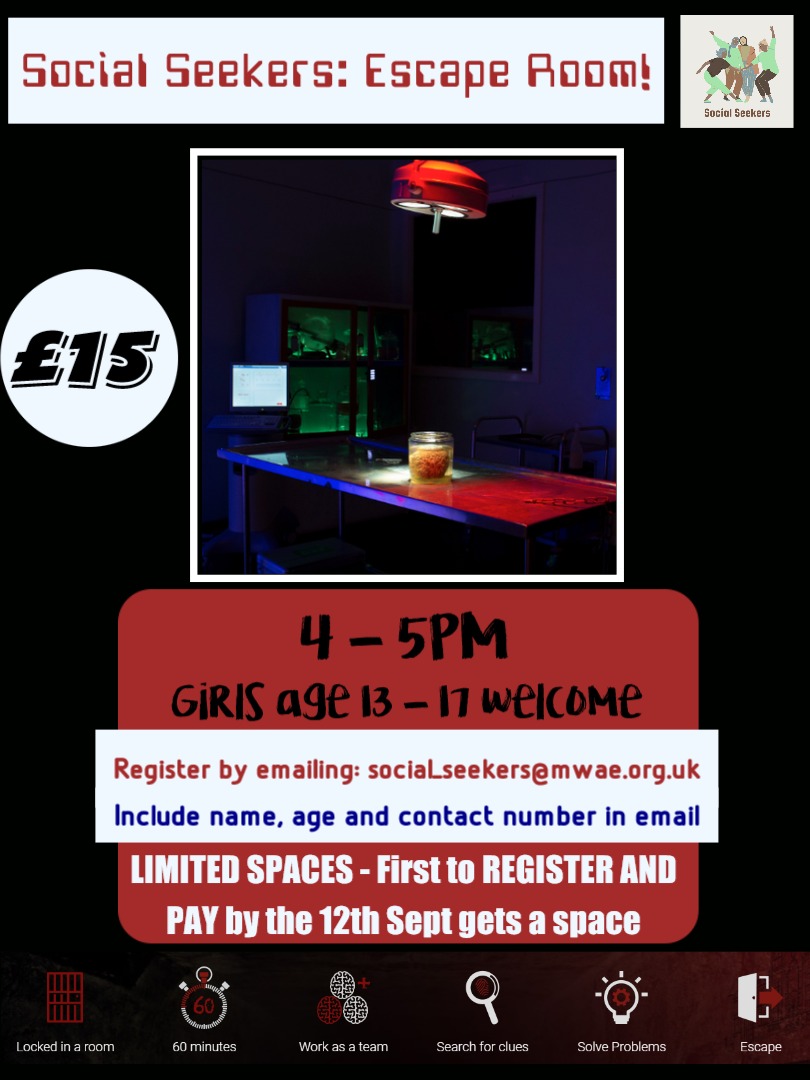 Social Seekers: Escape Room!
Social Seekers
£15
4 – 5PM
GiRlS age 13 – 17 welcoMe
Register by emailing: social_seekers@mwae.org.uk
Include name, age and contact number in email
LIMITED SPACES - First to REGISTER AND
PAY by the 12th Sept gets a space
60
Locked in a room
60 minutes
Work as a team
Search for clues
Solve Problems
Escape